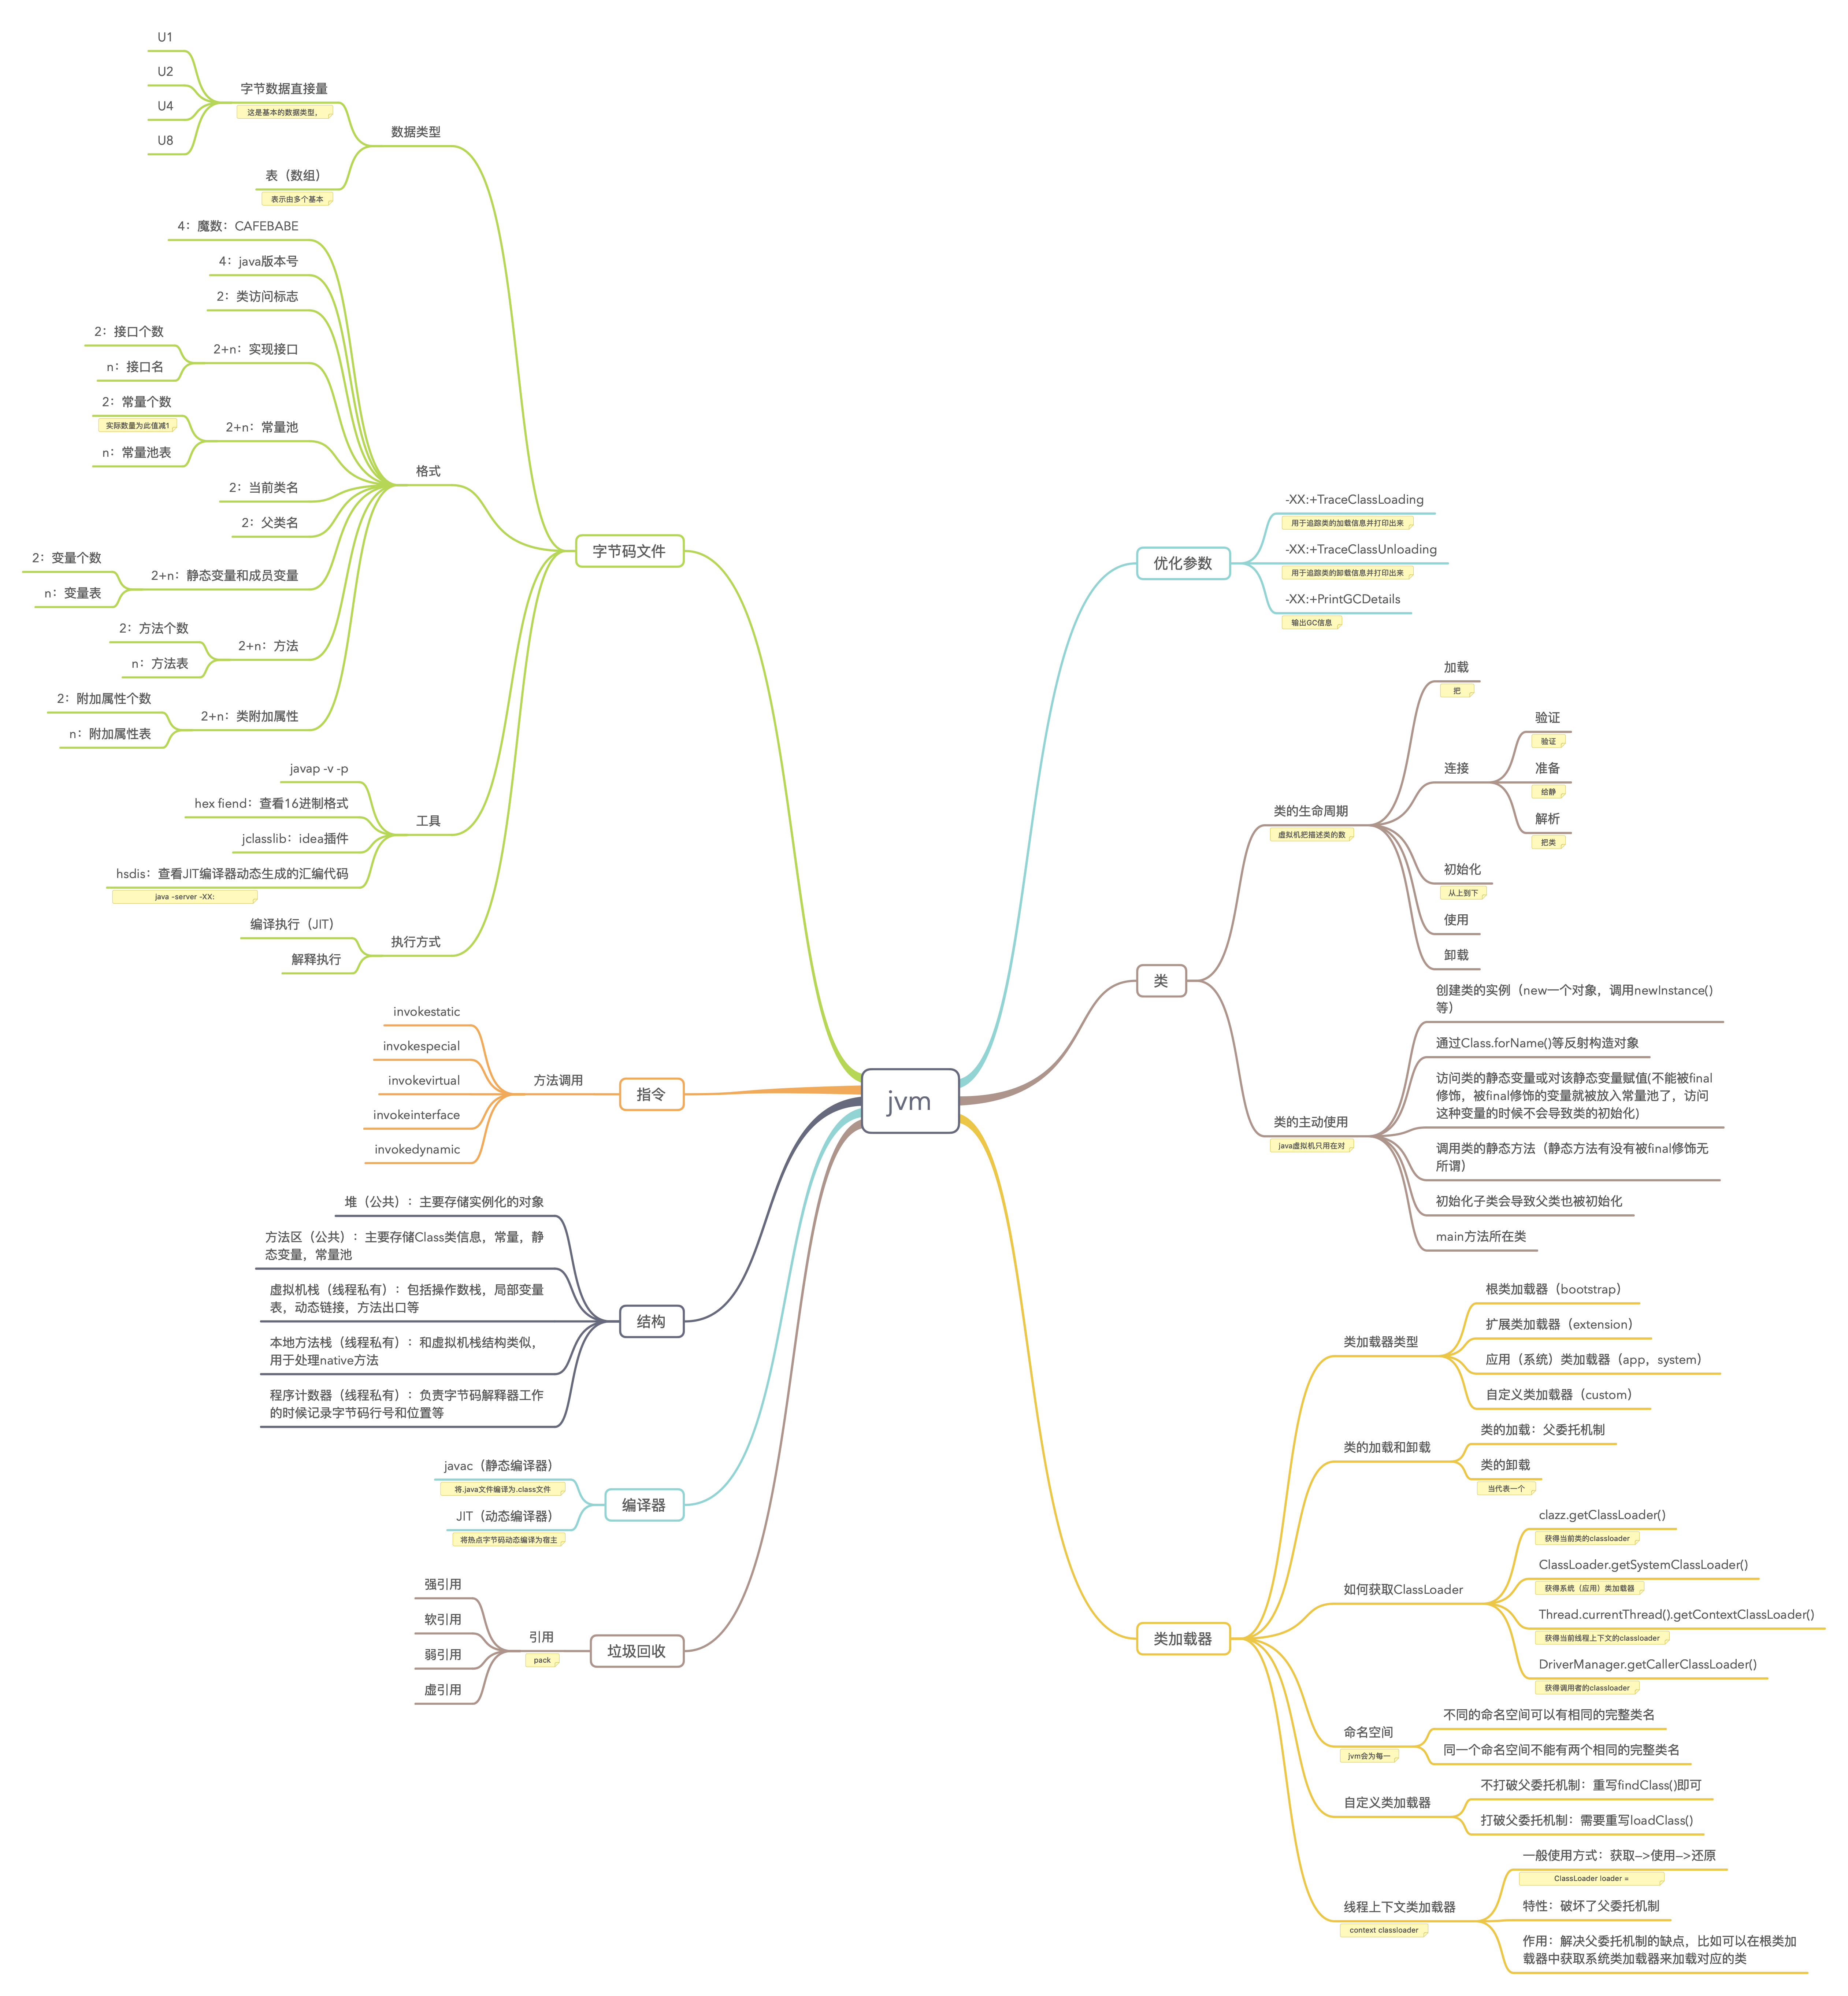 U1
U2
U4
U8
字节数据直接量
这是基本的数据类型，
表（数组）
表示由多个基本
数据类型
4：魔数：CAFEBABE
4：java版本号
2：类访问标志
2：接口个数
n：接口名
2+n：实现接口
2：常量个数
实际数量为此值减1
n：常量池表
2+n：常量池
2：当前类名
2：父类名
2：变量个数
n：变量表
2+n：静态变量和成员变量
2：方法个数
n：方法表
2+n：方法
2：附加属性个数
n：附加属性表
2+n：类附加属性
格式
javap -v -p
hex fiend：查看16进制格式
jclasslib：idea插件
hsdis：查看JIT编译器动态生成的汇编代码
java -server -XX:
工具
编译执行（JIT）
解释执行
执行方式
字节码文件
invokestatic
invokespecial
invokevirtual
invokeinterface
invokedynamic
方法调用
指令
堆（公共）：主要存储实例化的对象
方法区（公共）：主要存储Class类信息，常量，静
态变量，常量池
虚拟机栈（线程私有）：包括操作数栈，局部变量
表，动态链接，方法出口等
本地方法栈（线程私有）：和虚拟机栈结构类似，
用于处理native方法
程序计数器（线程私有）：负责字节码解释器工作
的时候记录字节码行号和位置等
结构
javac（静态编译器）
将.java文件编译为.class文件
JIT（动态编译器）
将热点字节码动态编译为宿主
编译器
强引用
软引用
弱引用
虚引用
引用
pack
垃圾回收
jvm
优化参数
-XX:+TraceClassLoading
用于追踪类的加载信息并打印出来
-XX:+TraceClassUnloading
用于追踪类的卸载信息并打印出来
-XX:+PrintGCDetails
输出GC信息
类
类的生命周期
虚拟机把描述类的数
加载
把
连接
验证
验证
准备
给静
解析
把类
初始化
从上到下
使用
卸载
类的主动使用
java虚拟机只用在对
创建类的实例（new一个对象，调用newInstance()
等）
通过Class.forName()等反射构造对象
访问类的静态变量或对该静态变量赋值(不能被final
修饰，被final修饰的变量就被放入常量池了，访问
这种变量的时候不会导致类的初始化)
调用类的静态方法（静态方法有没有被final修饰无
所谓）
初始化子类会导致父类也被初始化
main方法所在类
类加载器
类加载器类型
根类加载器（bootstrap）
扩展类加载器（extension）
应用（系统）类加载器（app，system）
自定义类加载器（custom）
类的加载和卸载
类的加载：父委托机制
类的卸载
当代表一个
如何获取ClassLoader
clazz.getClassLoader()
获得当前类的classloader
ClassLoader.getSystemClassLoader()
获得系统（应用）类加载器
Thread.currentThread().getContextClassLoader()
获得当前线程上下文的classloader
DriverManager.getCallerClassLoader()
获得调用者的classloader
命名空间
jvm会为每一
不同的命名空间可以有相同的完整类名
同一个命名空间不能有两个相同的完整类名
自定义类加载器
不打破父委托机制：重写findClass()即可
打破父委托机制：需要重写loadClass()
线程上下文类加载器
context classloader
一般使用方式：获取–>使用–>还原
ClassLoader loader =
特性：破坏了父委托机制
作用：解决父委托机制的缺点，比如可以在根类加
载器中获取系统类加载器来加载对应的类